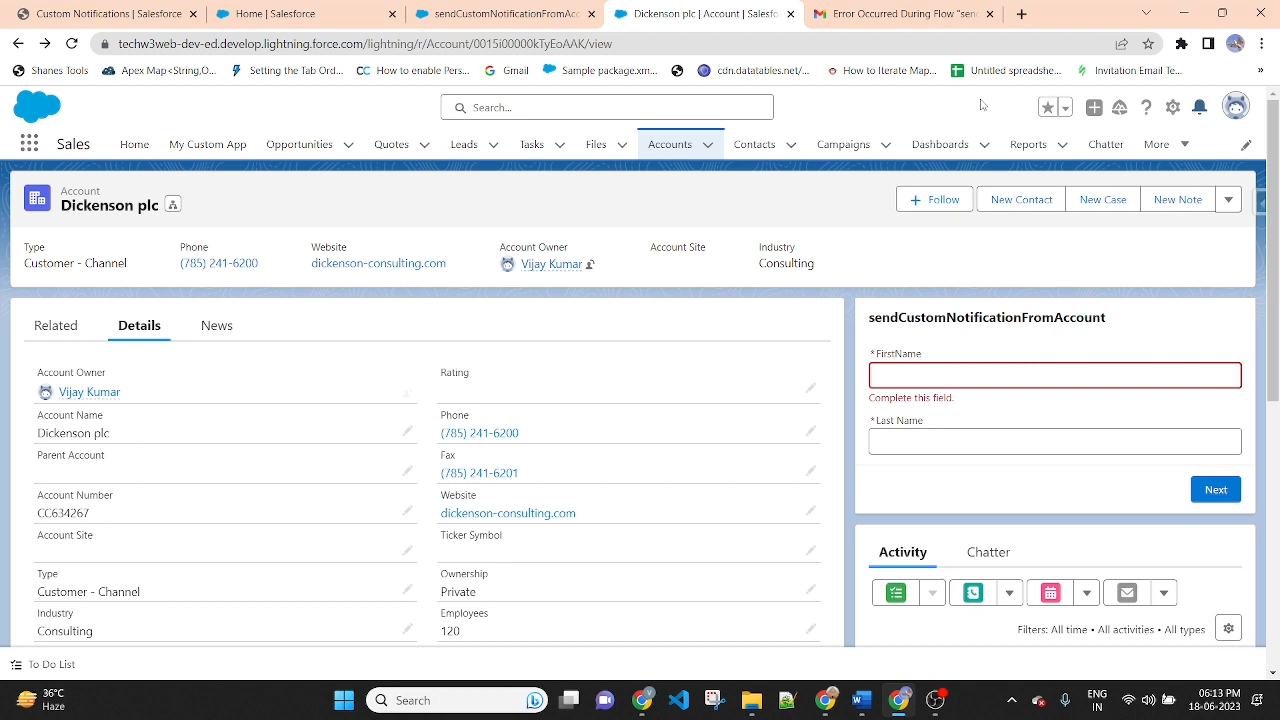 Custom Notifications | Salesforc
Home | Salesforce
sendCustomNotificationFromAcc
Dickenson plc | Account | Salesfo
Error Occurred During Flow "sen
techw3web-dev-ed.develop.lightning.force.com/lightning/r/Account/0015i00000kTyEoAAK/view
Shanes Tools
Apex Map<String,O...
Setting the Tab Ord...
CC How to enable Pers...
Gmail
Sample package.xm...
cdn.datatables.net/...
How to Iterate Map...
Untitled spreadshe...
Invitation Email Te...
»
Search...
Sales
Home
My Custom App
Opportunities
Quotes
Leads
Tasks
Files
Accounts
Contacts
Campaigns
Dashboards
Reports
Chatter
More
Account
Dickenson plc
Follow
New Contact
New Case
New Note
Type
Customer - Channel
Phone
(785) 241-6200
Website
dickenson-consulting.com
Account Owner
Vijay Kumar
Account Site
Industry
Consulting
Related
Details
News
Account Owner
Vijay Kumar
Rating
Account Name
Dickenson plc
Phone
(785) 241-6200
Parent Account
Fax
(785) 241-6201
Account Number
CC634267
Website
dickenson-consulting.com
Account Site
Ticker Symbol
Type
Customer - Channel
Ownership
Private
Industry
Consulting
Employees
120
sendCustomNotificationFromAccount
*FirstName
Complete this field.
*Last Name
Next
Activity
Chatter
Filters: All time • All activities • All types
To Do List
36°C
Haze
Search
ENG
IN
06:13 PM
18-06-2023